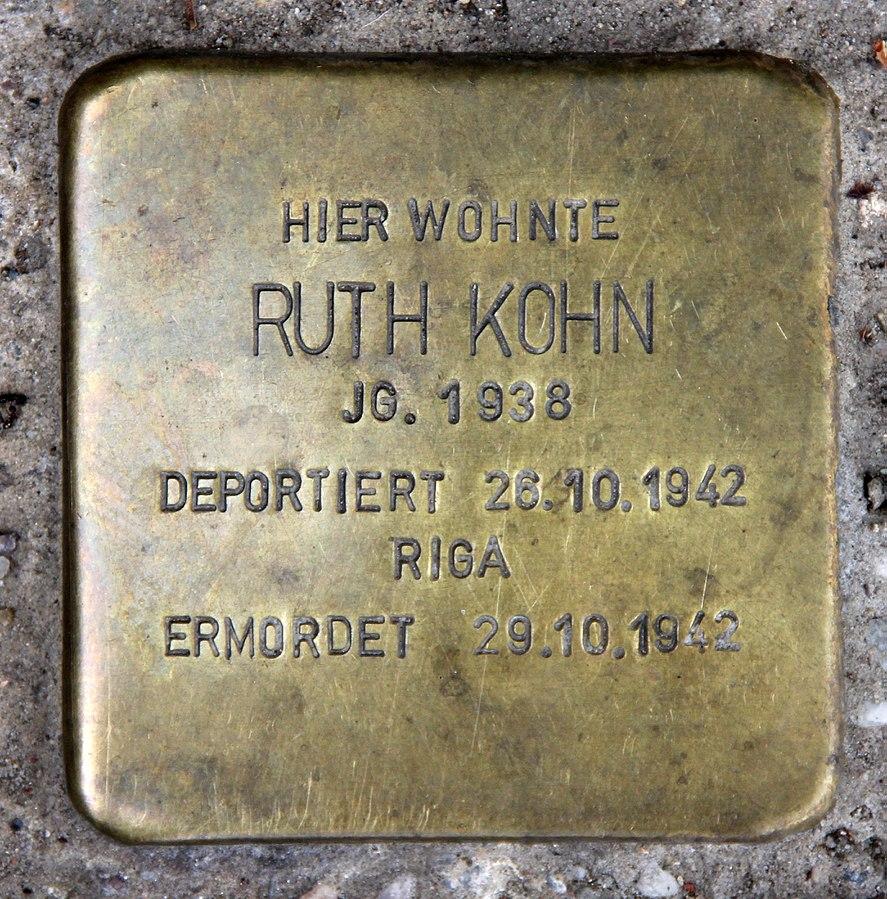 HIER WOHNTE
RUTH KOHN
JG. 1938
DEPORTIERT 26.10.1942
RIGA
ERMORDET 29.10.1942